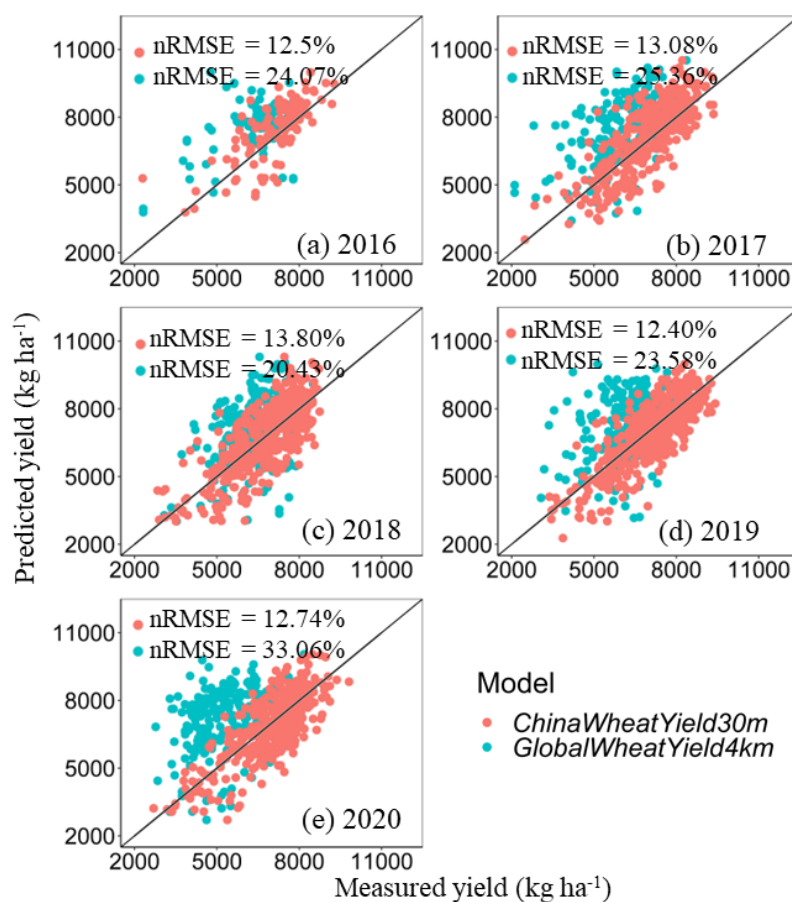 11000
8000
5000
2000
nRMSE = 12.5%
nRMSE = 24.07%
(a) 2016
2000 5000 8000 11000
11000
8000
5000
2000
nRMSE = 13.08%
nRMSE = 25.36%
(b) 2017
2000 5000 8000 11000
11000
8000
5000
2000
nRMSE = 13.80%
nRMSE = 20.43%
(c) 2018
2000 5000 8000 11000
11000
8000
5000
2000
nRMSE = 12.40%
nRMSE = 23.58%
(d) 2019
2000 5000 8000 11000
11000
8000
5000
2000
nRMSE = 12.74%
nRMSE = 33.06%
(e) 2020
2000 5000 8000 11000
Model
ChinaWheatYield30m
GlobalWheatYield4km
Predicted yield (kg ha⁻¹)
Measured yield (kg ha⁻¹)